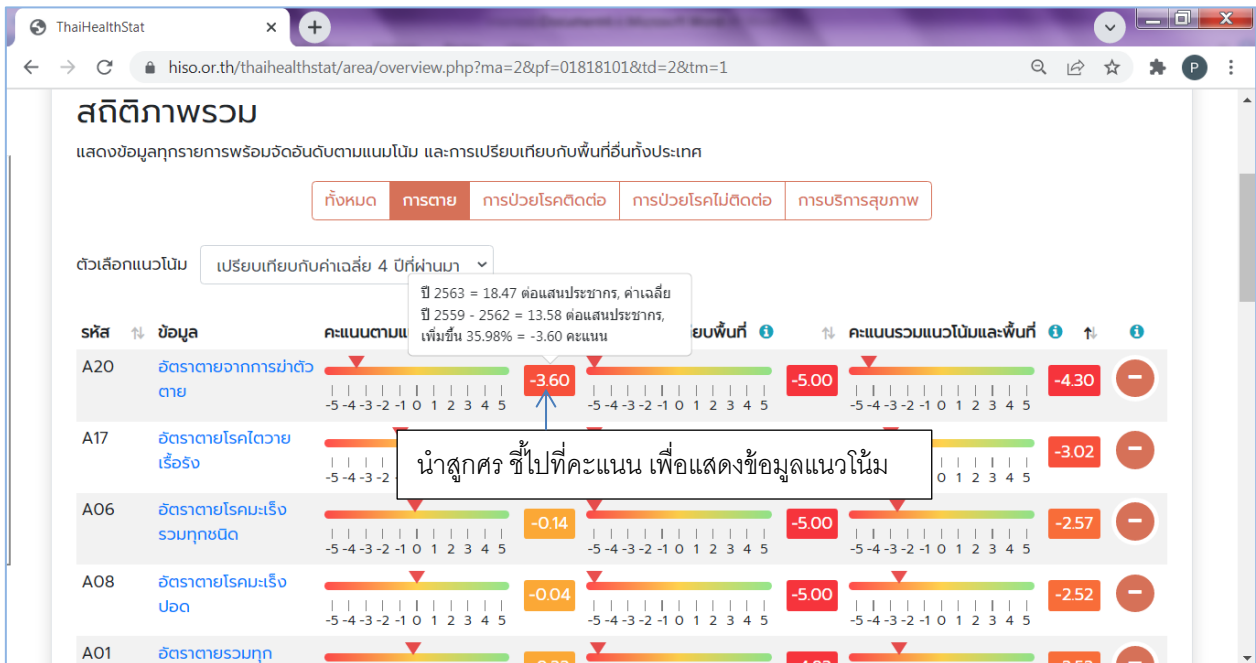 ThaiHealthStat
hiso.or.th/thaihealthstat/area/overview.php?ma=2&pf=01818101&td=2&tm=1
P
สถิติภาพรวม
แสดงข้อมูลทุกรายการพร้อมจัดอันดับตามแนมโน้ม และการเปรียบเทียบกับพื้นที่อื่นทั้งประเทศ
ทั้งหมด การตาย การป่วยโรคติดต่อ การป่วยโรคไม่ติดต่อ การบริการสุขภาพ
ตัวเลือกแนวโน้ม เปรียบเทียบกับค่าเฉลี่ย 4 ปีที่ผ่านมา
ปี 2563 = 18.47 ต่อแสนประชากร, ค่าเฉลี่ย
ปี 2559 - 2562 = 13.58 ต่อแสนประชากร,
เพิ่มขึ้น 35.98% = -3.60 คะแนน
รหัส ข้อมูล คะแนนตามแ ยบพื้นที่ คะแนนรวมแนวโน้มและพื้นที่
A20 อัตราตายจากการฆ่าตัว
ตาย
-3.60 -5.00 -4.30
-5 -4 -3 -2 -1 0 1 2 3 4 5 -5 -4 -3 -2 -1 0 1 2 3 4 5 -5 -4 -3 -2 -1 0 1 2 3 4 5
A17 อัตราตายโรคไตวาย
เรื้อรัง
นำลูกศร ชี้ไปที่คะแนน เพื่อแสดงข้อมูลแนวโน้ม
-3.02
-5 -4 -3 -2 0 1 2 3 4 5
A06 อัตราตายโรคมะเร็ง
รวมทุกชนิด
-0.14 -5.00 -2.57
-5 -4 -3 -2 -1 0 1 2 3 4 5 -5 -4 -3 -2 -1 0 1 2 3 4 5 -5 -4 -3 -2 -1 0 1 2 3 4 5
A08 อัตราตายโรคมะเร็ง
ปอด
-0.04 -5.00 -2.52
-5 -4 -3 -2 -1 0 1 2 3 4 5 -5 -4 -3 -2 -1 0 1 2 3 4 5 -5 -4 -3 -2 -1 0 1 2 3 4 5
A01 อัตราตายรวมทุก